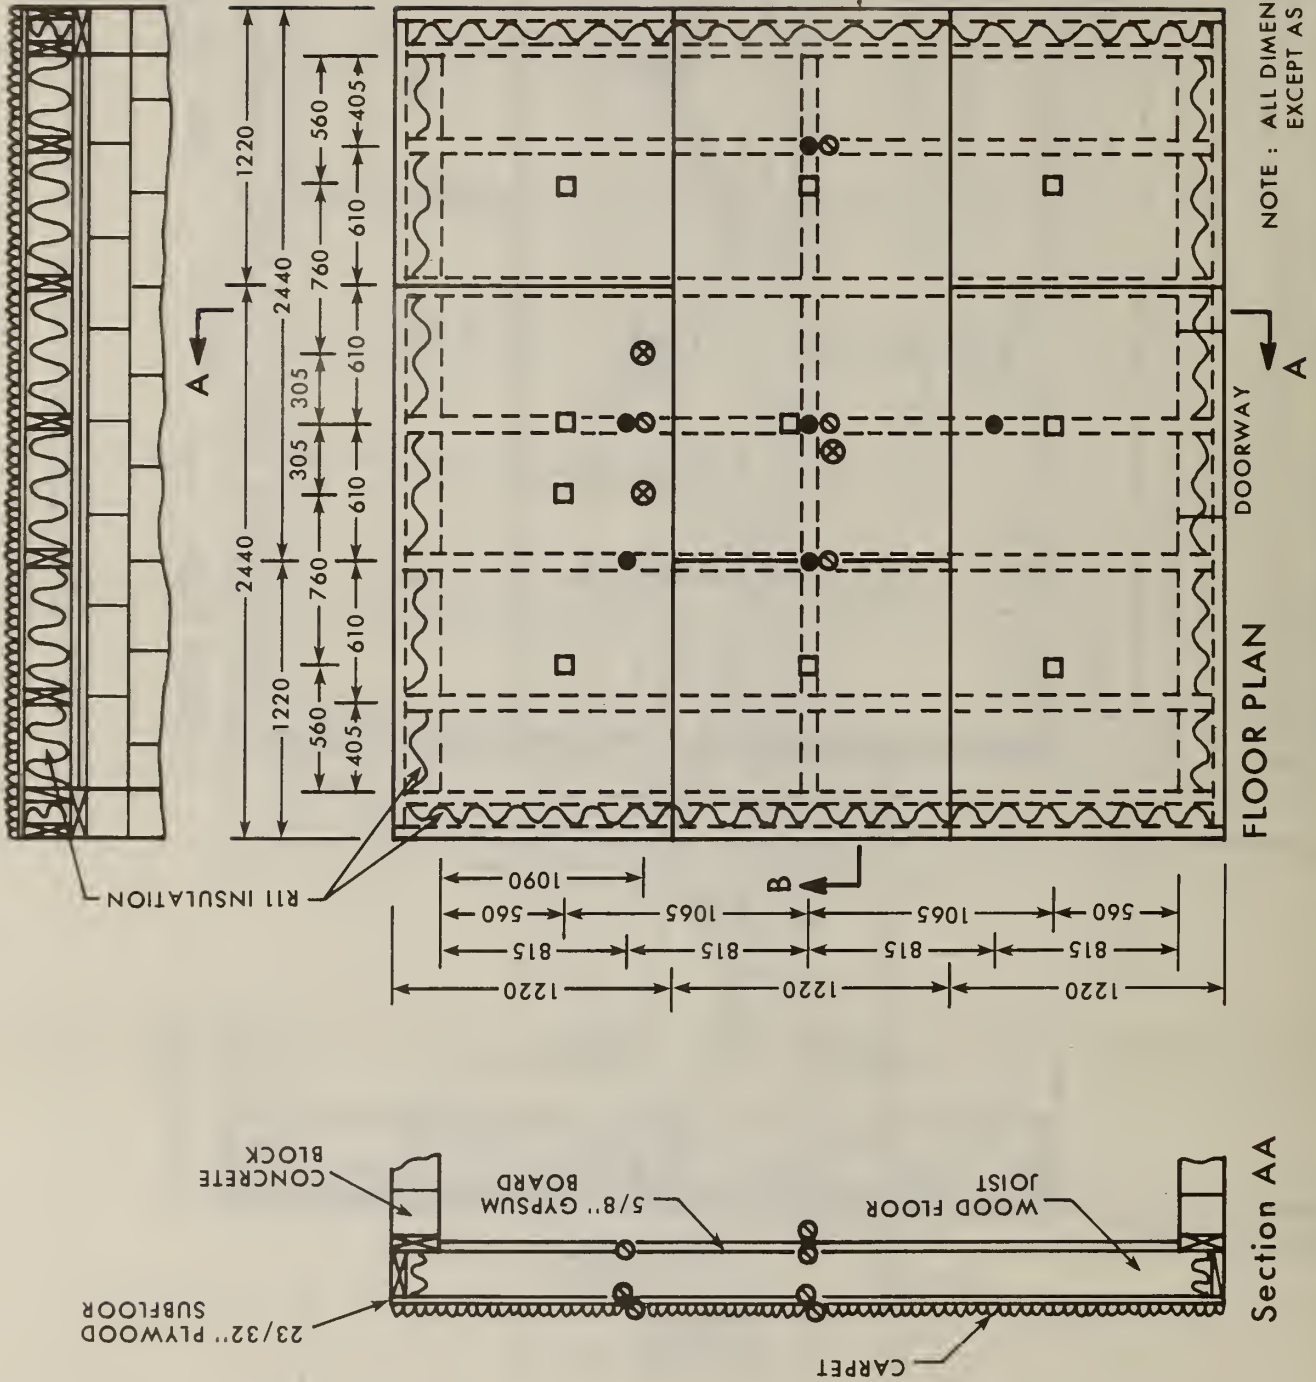 A
1220
1220
2440
2440
560
760
305
305
760
560
405
610
610
610
610
405
R11 INSULATION
B
1090
560
1065
1065
560
815
815
815
815
1220
1220
1220
DOORWAY
A
FLOOR PLAN
NOTE : ALL DIMEN
EXCEPT AS
CONCRETE
BLOCK
5/8" GYPSUM
BOARD
WOOD FLOOR
JOIST
23/32" PLYWOOD
SUBFLOOR
CARPET
Section AA